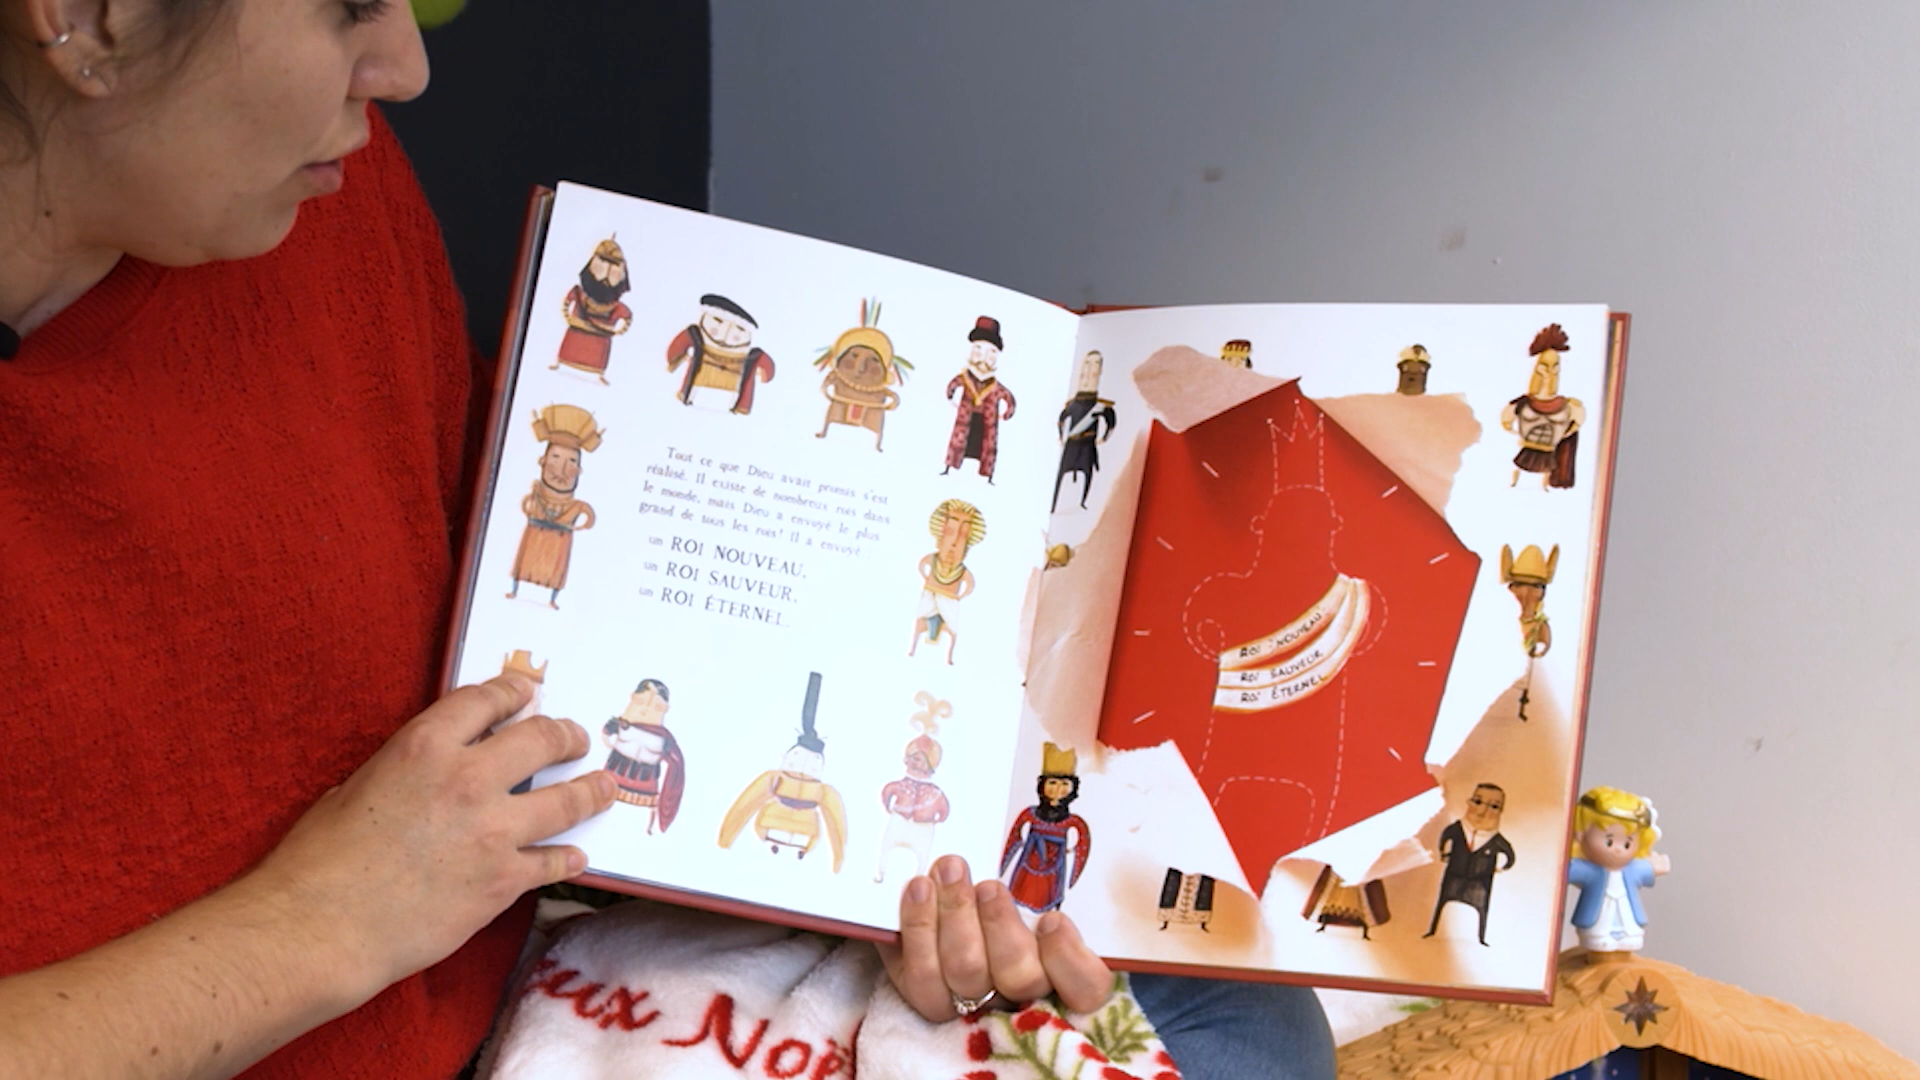 Tout ce que Dieu avait promis s'est
réalisé. Il existe de nombreux rois dans
le monde, mais Dieu a envoyé le plus
grand de tous les rois! Il a envoyé :
un ROI NOUVEAU,
un ROI SAUVEUR,
un ROI ÉTERNEL.
ROI NOUVEAU
ROI SAUVEUR
ROI ÉTERNEL
eux Noë